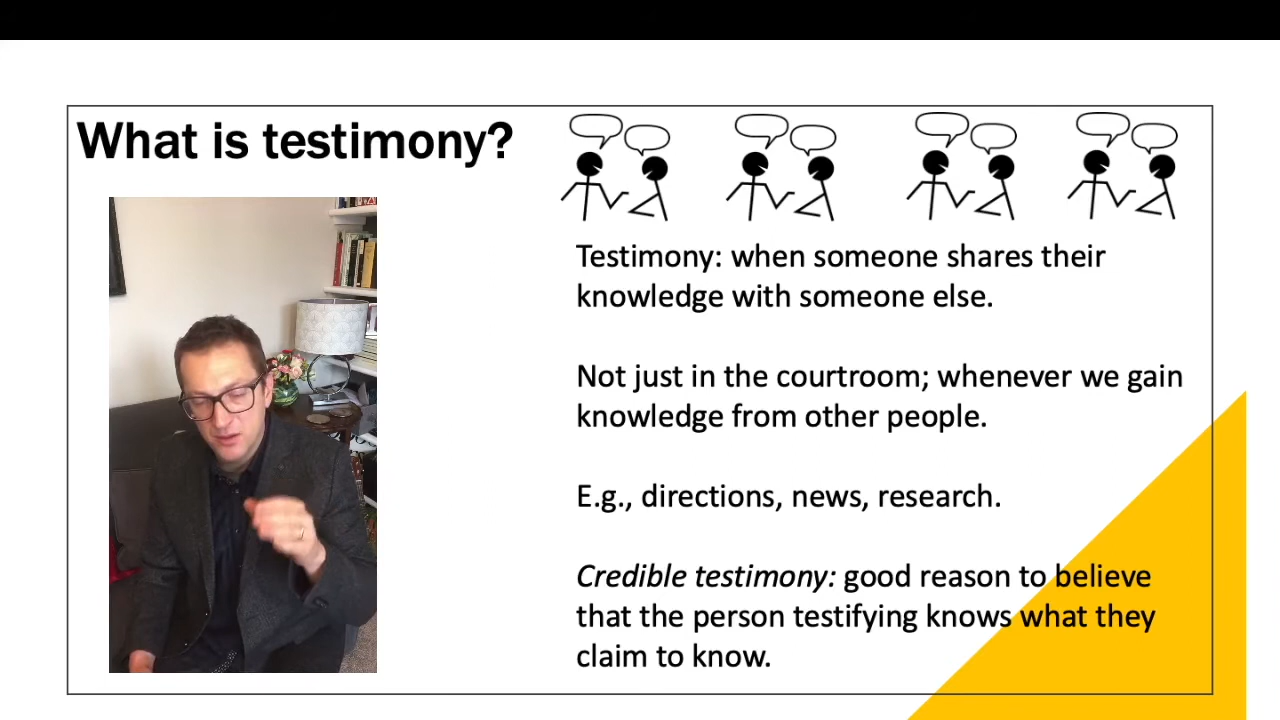 What is testimony?
Testimony: when someone shares their
knowledge with someone else.
Not just in the courtroom; whenever we gain
knowledge from other people.
E.g., directions, news, research.
Credible testimony: good reason to believe
that the person testifying knows what they
claim to know.